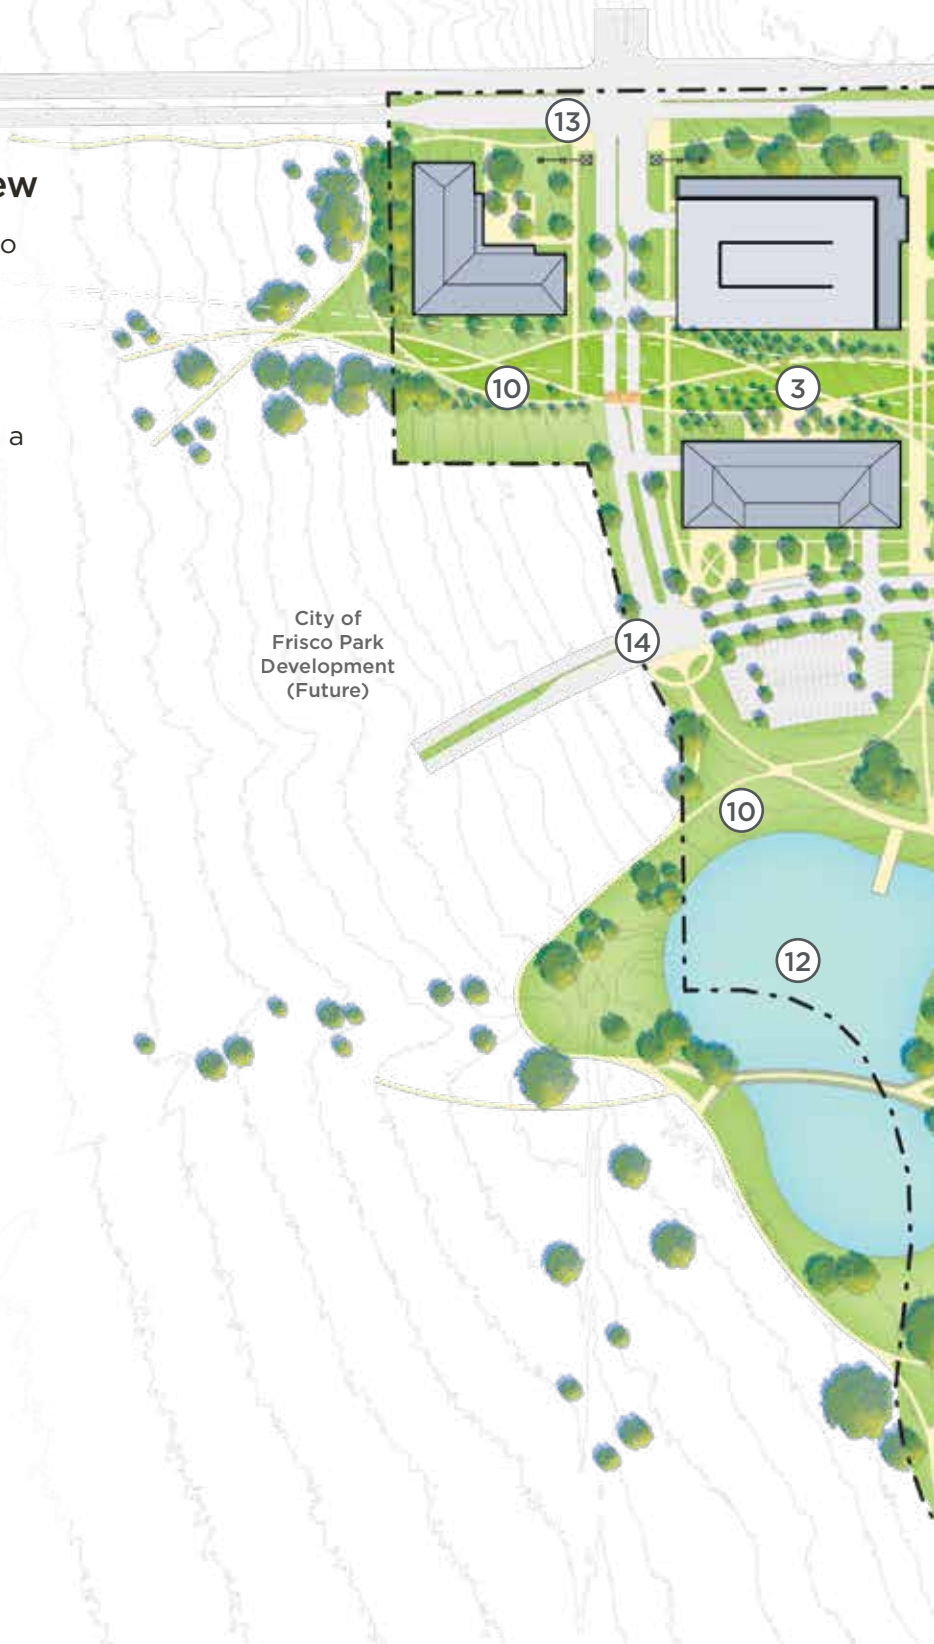 13
ew
o
10
3
a
City of
Frisco Park
Development
(Future)
14
10
12